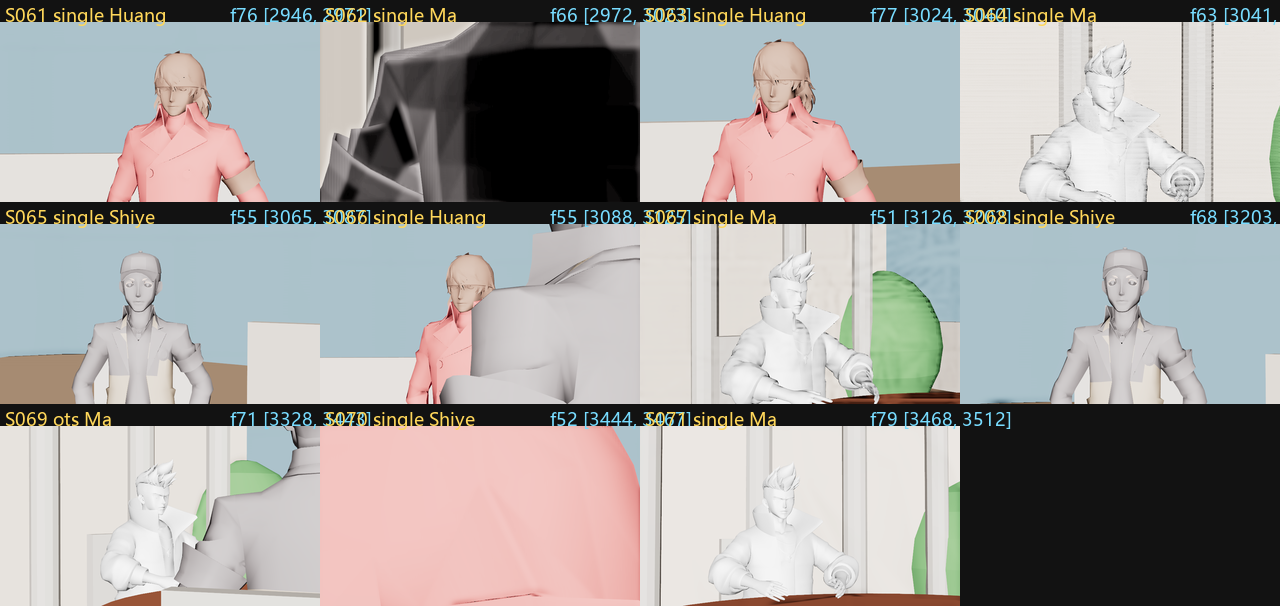 S061 single Huang f76 [2946, single Ma f66 [2972, single Huang f77 [3024, single Ma f63 [3041,
S065 single Shiye f55 [3065, single Huang f55 [3088, single Ma f51 [3126, single Shiye f68 [3203,
S069 ots Ma f71 [3328, single Shiye f52 [3444, single Ma f79 [3468, 3512]